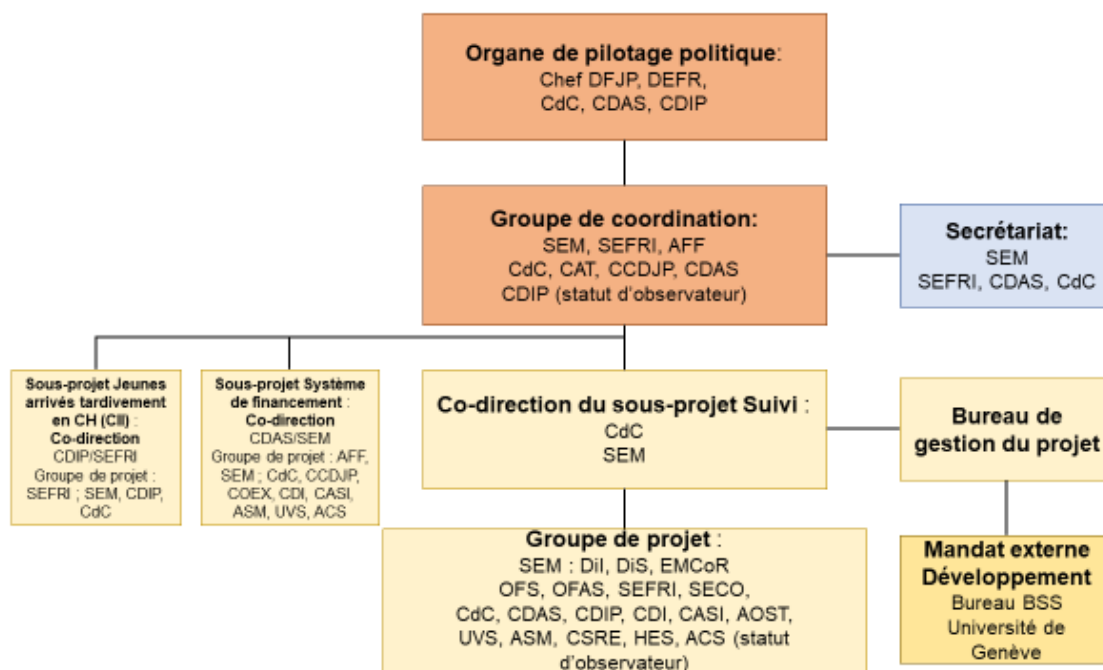 Organe de pilotage politique:
Chef DFJP, DEFR,
CdC, CDAS, CDIP
Groupe de coordination:
SEM, SEFRI, AFF
CdC, CAT, CCDJP, CDAS
CDIP (statut d'observateur)
Secrétariat:
SEM
SEFRI, CDAS, CdC
Sous-projet Jeunes
arrivés tardivement
en CH (CII) :
Co-direction
CDIP/SEFRI
Groupe de projet :
SEFRI ; SEM, CDIP,
CdC
Sous-projet Système
de financement :
Co-direction
CDAS/SEM
Groupe de projet : AFF,
SEM ; CdC, CCDJP,
COEX, CDI, CASI,
ASM, UVS, ACS
Co-direction du sous-projet Suivi :
CdC
SEM
Bureau de
gestion du projet
Groupe de projet :
SEM : DiI, DiS, EMCoR
OFS, OFAS, SEFRI, SECO,
CdC, CDAS, CDIP, CDI, CASI, AOST,
UVS, ASM, CSRE, HES, ACS (statut
d'observateur)
Mandat externe
Développement
Bureau BSS
Université de
Genève